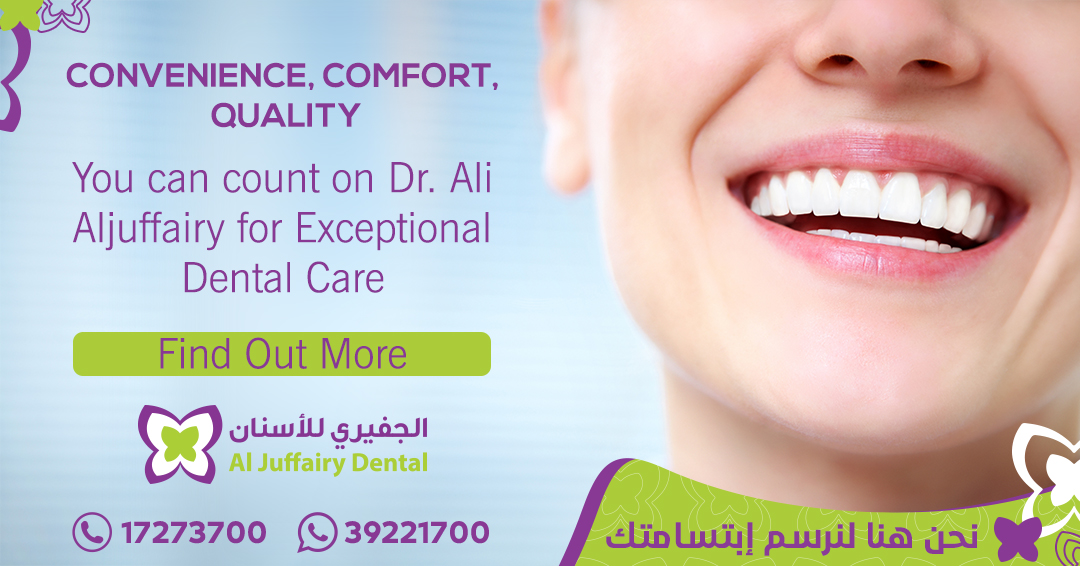 CONVENIENCE, COMFORT,
QUALITY
You can count on Dr. Ali
Aljuffairy for Exceptional
Dental Care
Find Out More
الجفيري للأسنان
Al Juffairy Dental
17273700
39221700
نحن هنا لنرسم إبتسامتك